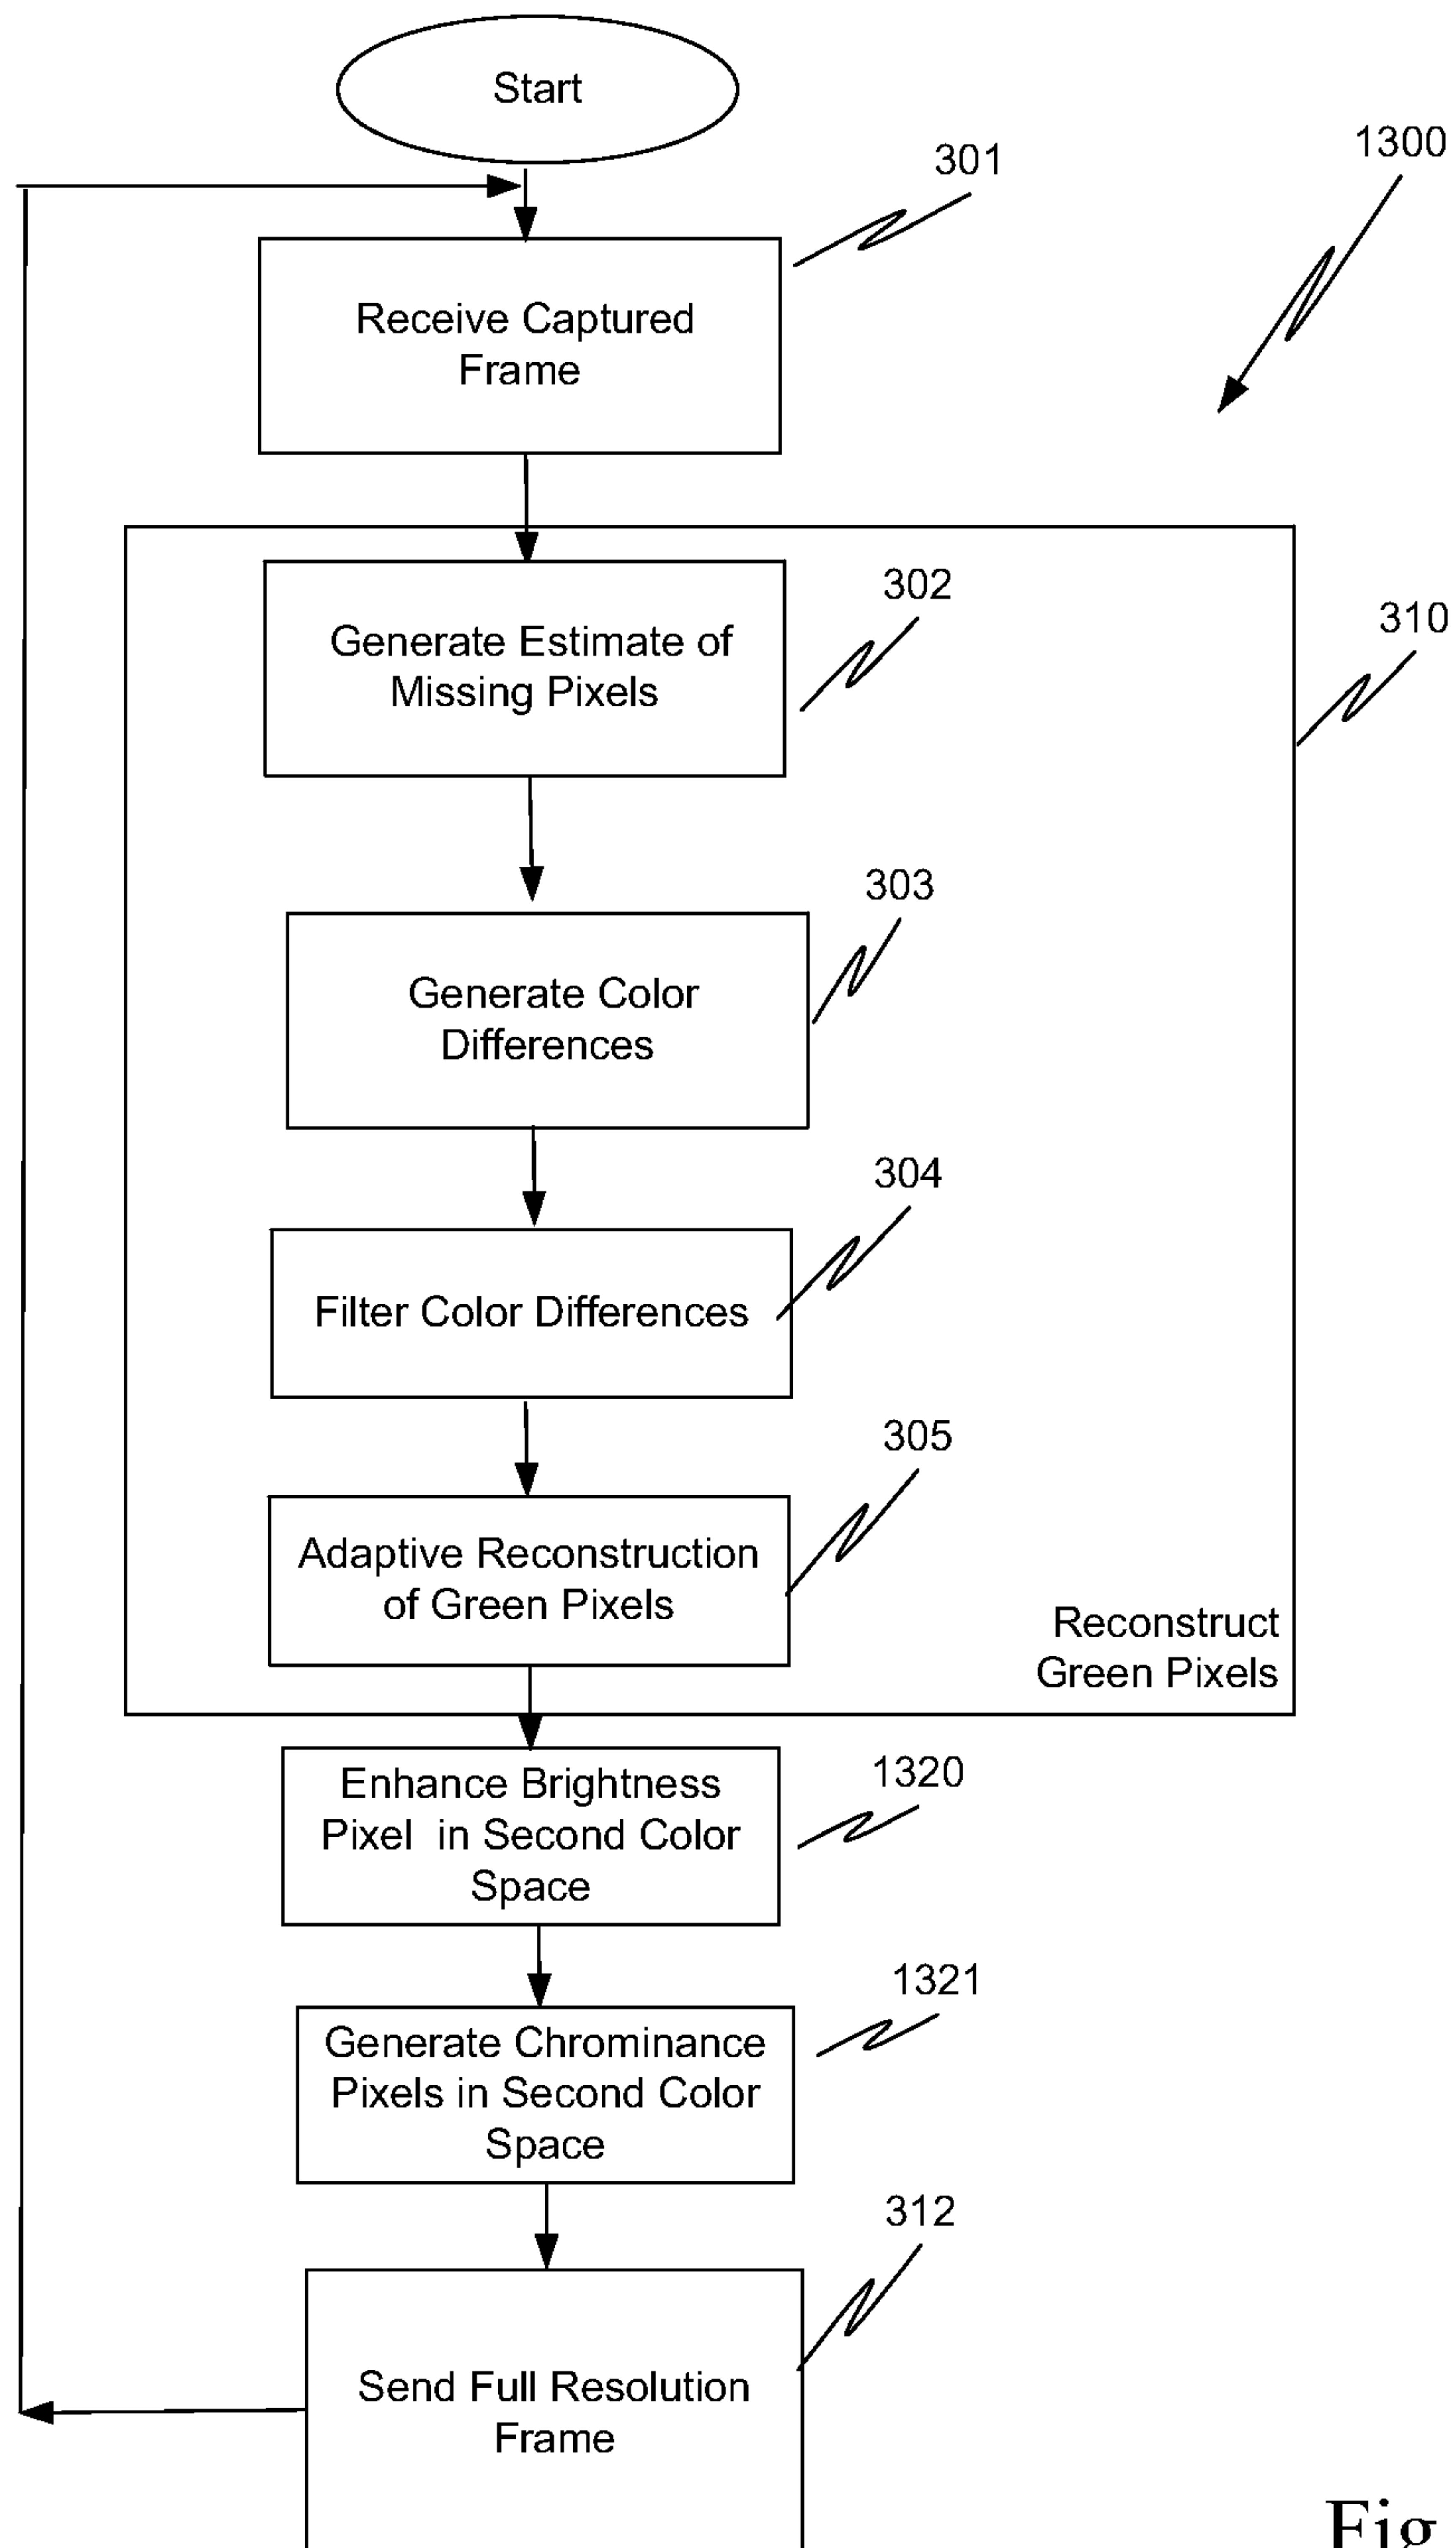 Start
301
1300
Receive Captured
Frame
302
310
Generate Estimate of
Missing Pixels
303
Generate Color
Differences
304
Filter Color Differences
305
Adaptive Reconstruction
of Green Pixels
Reconstruct
Green Pixels
1320
Enhance Brightness
Pixel in Second Color
Space
1321
Generate Chrominance
Pixels in Second Color
Space
312
Send Full Resolution
Frame
Fig